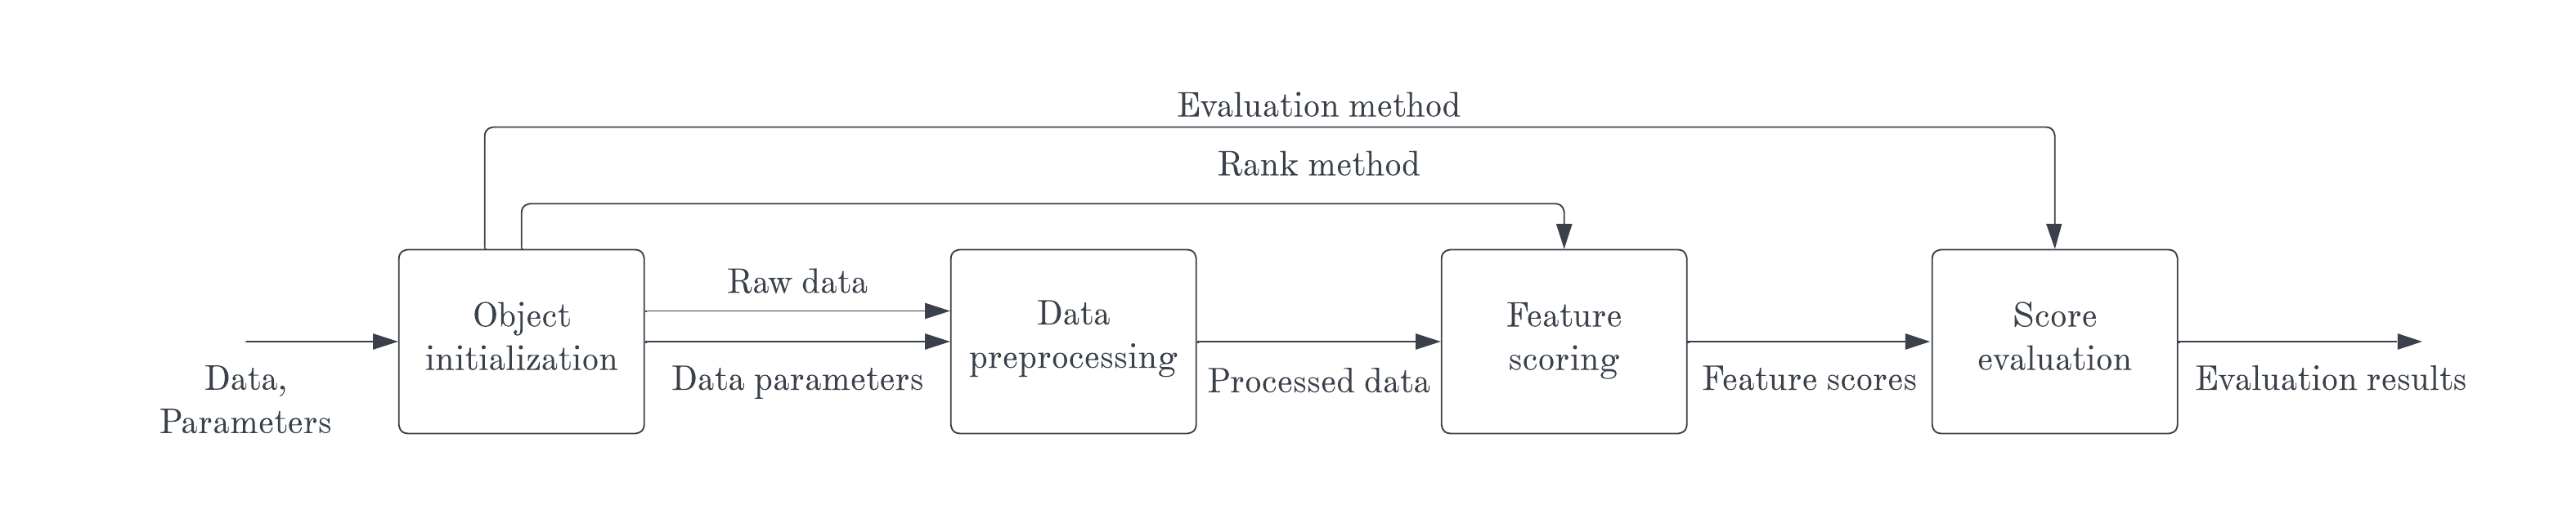 Evaluation method
Rank method
Raw data
Object
initialization
Data
preprocessing
Feature
scoring
Score
evaluation
Data,
Parameters
Data parameters
Processed data
Feature scores
Evaluation results